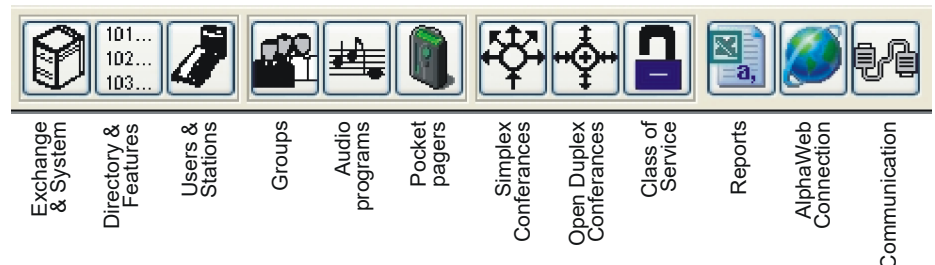 101...
102...
103...
a,
Exchange
& System
Directory &
Features
Users &
Stations
Groups
Audio
programs
Pocket
pagers
Simplex
Conferances
Open Duplex
Conferances
Class of
Service
Reports
AlphaWeb
Connection
Communication